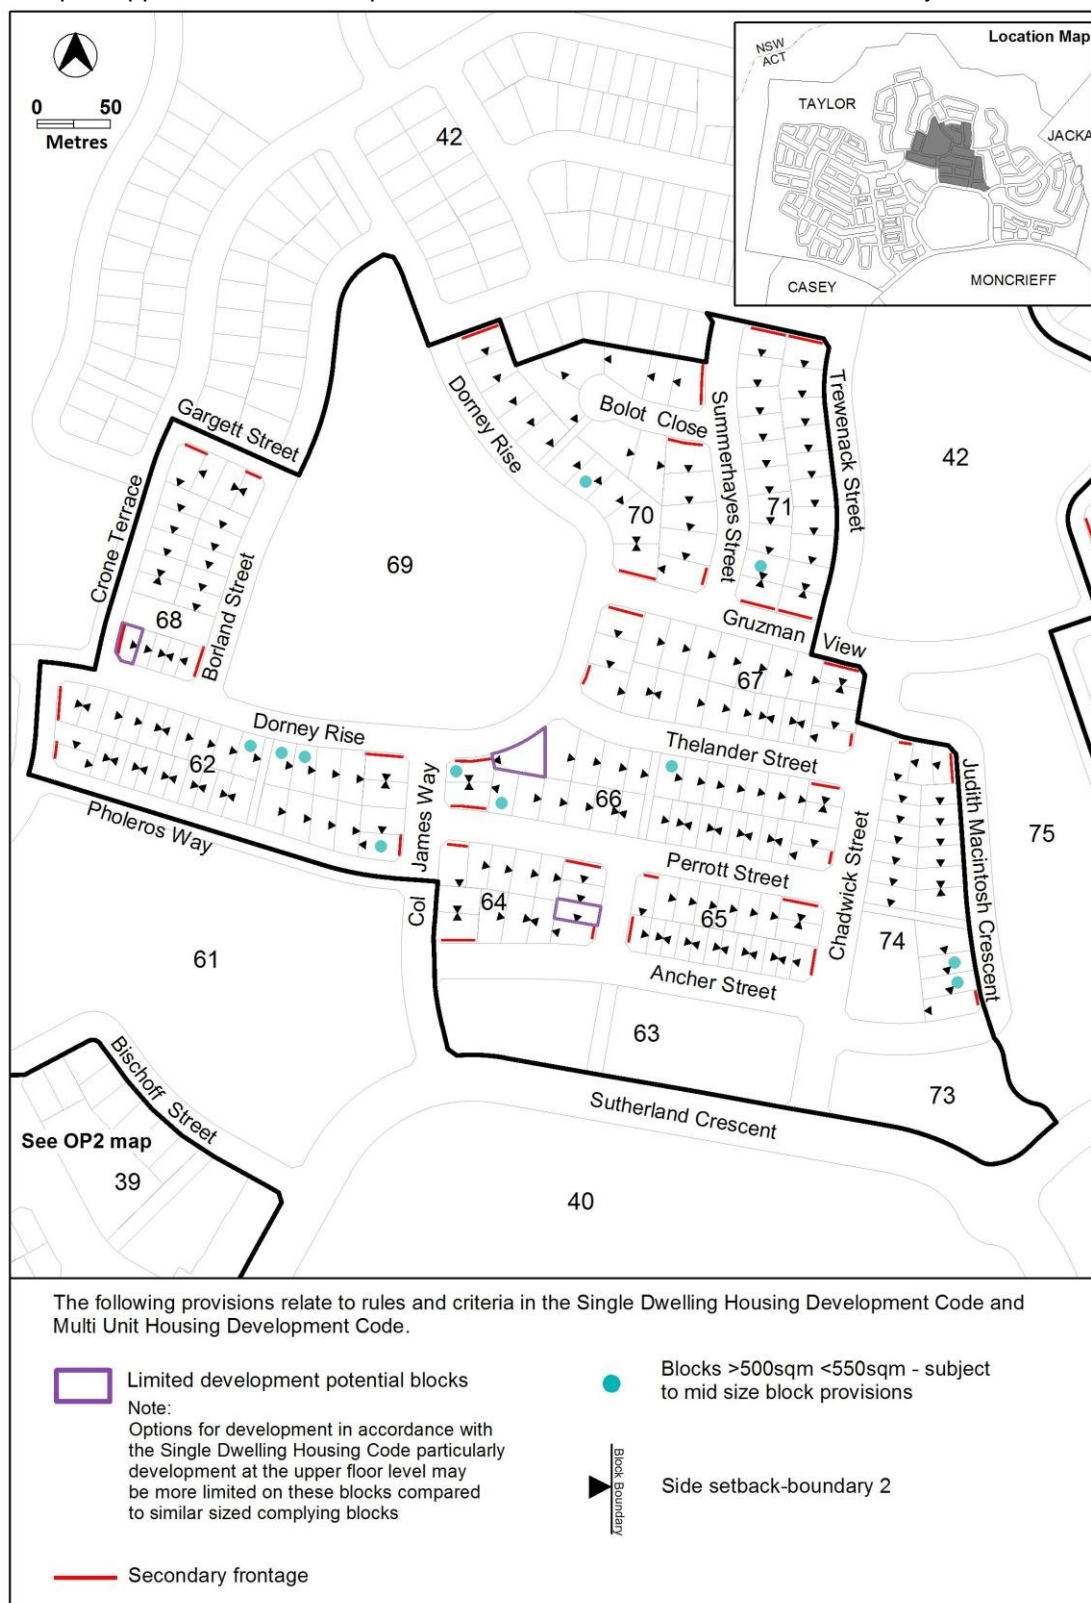 Location Map
NSW
ACT
TAYLOR
JACKA
CASEY
MONCRIEFF
0 50
Metres
42
Gargett Street
Crone Terrace
Borland Street
68
69
Dorney Rise
Bolot Close
70
Summerhayes Street
71
Trewenack Street
42
Gruzman View
67
Dorney Rise
Thelander Street
62
66
Pholeros Way
Col James Way
Perrott Street
64
65
Chadwick Street
74
Judith Macintosh Crescent
75
Ancher Street
61
63
73
Bischoff Street
Sutherland Crescent
See OP2 map
39
40
The following provisions relate to rules and criteria in the Single Dwelling Housing Development Code and
Multi Unit Housing Development Code.
Limited development potential blocks
Note:
Options for development in accordance with
the Single Dwelling Housing Code particularly
development at the upper floor level may
be more limited on these blocks compared
to similar sized complying blocks
Secondary frontage
Blocks >500sqm <550sqm - subject
to mid size block provisions
Block Boundary
Side setback-boundary 2